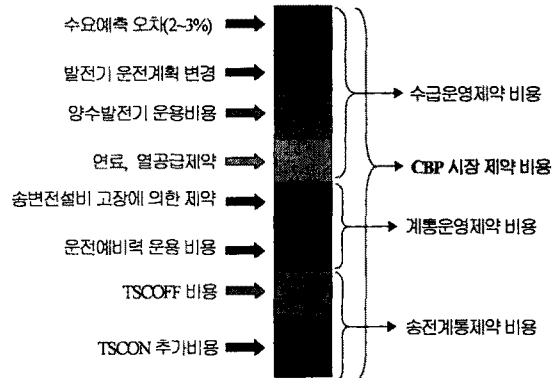 수요예측 오차(2~3%)
발전기 운전계획 변경
양수발전기 운용비용
연료, 열공급제약
송변전설비 고장에 의한 제약
운전예비력 운용 비용
TSCOFF 비용
TSCON 추가비용
수급운영제약 비용
CBP 시장 제약 비용
계통운영제약 비용
송전계통제약 비용